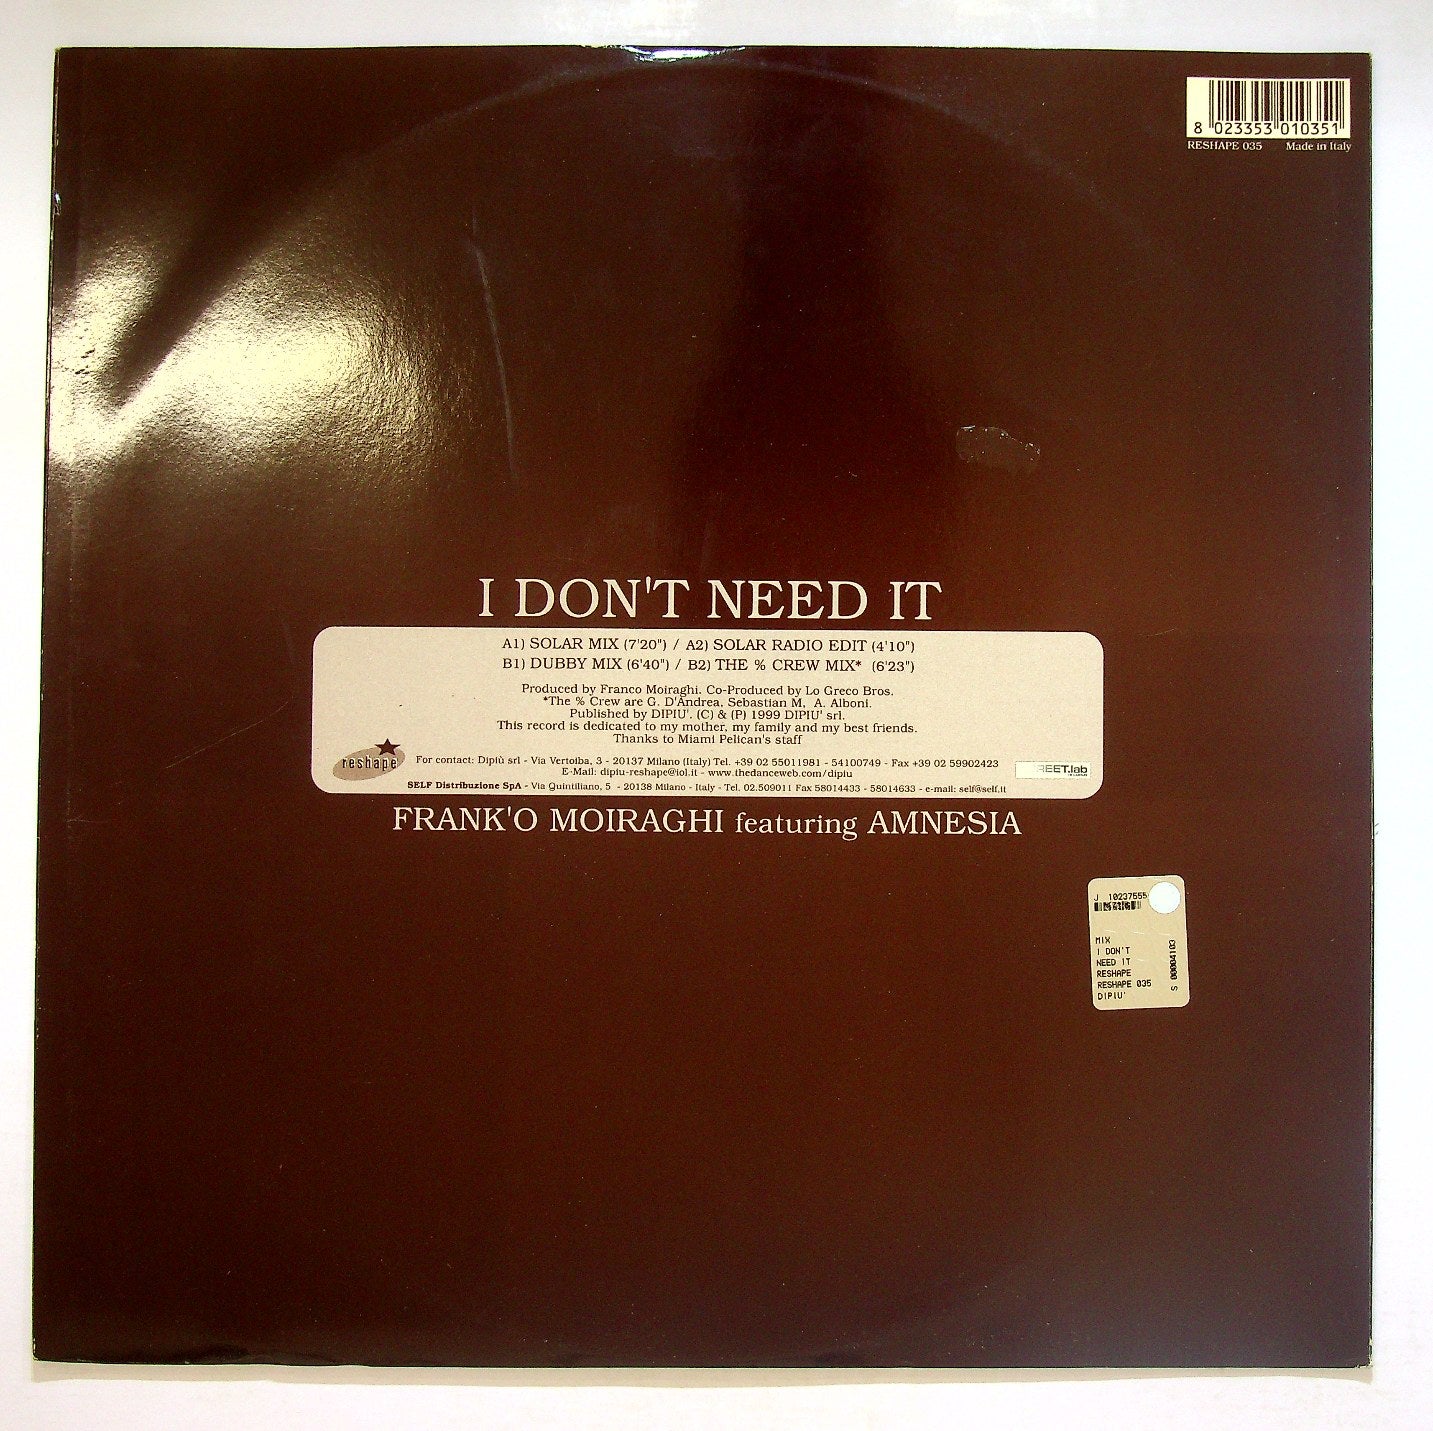 8 023353 010351
RESHAPE 035 Made in Italy
I DON'T NEED IT
A1) SOLAR MIX (7'20") / A2) SOLAR RADIO EDIT (4'10")
B1) DUBBY MIX (6'40") / B2) THE % CREW MIX* (6'23")
Produced by Franco Moiraghi. Co-Produced by Lo Greco Bros.
*The % Crew are G. D'Andrea, Sebastian M, A. Alboni.
Published by DIPIU'. (C) & (P) 1999 DIPIU' srl.
This record is dedicated to my mother, my family and my best friends.
Thanks to Miami Pelican's staff
reshape
For contact: Dipiù srl - Via Vertoiba, 3 - 20137 Milano (Italy) Tel. +39 02 55011981 - 54100749 - Fax +39 02 59902423
E-Mail: dipiu-reshape@iol.it - www.thedanceweb.com/dipiu
REET.lab
SELF Distribuzione SpA - Via Quintiliano, 5 - 20138 Milano - Italy - Tel. 02.509011 Fax 58014433 - 58014633 - e-mail: self@self.it
FRANK'O MOIRAGHI featuring AMNESIA
J 10237555
MIX
I DON'T
NEED IT
RESHAPE
RESHAPE 035
DIPIU'
S 00004103